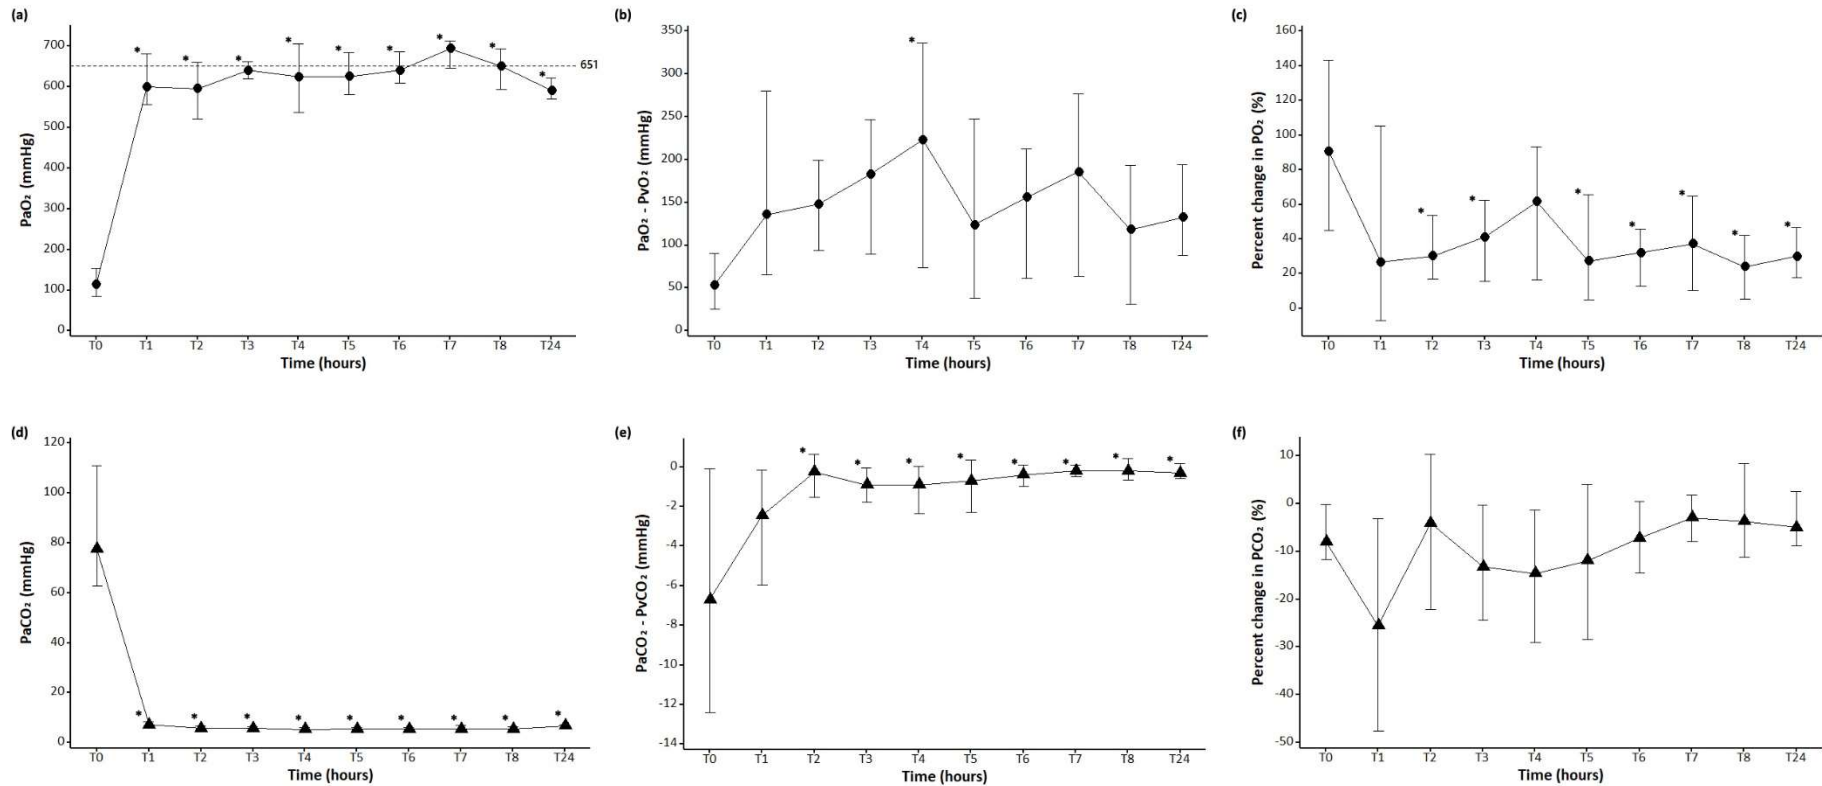 (a)
PaO₂ (mmHg)
700
600
500
400
300
200
100
0
651
* * * * * * * * *
T0 T1 T2 T3 T4 T5 T6 T7 T8 T24
Time (hours)
(b)
PaO₂ - PvO₂ (mmHg)
350
300
250
200
150
100
50
0
*
T0 T1 T2 T3 T4 T5 T6 T7 T8 T24
Time (hours)
(c)
Percent change in PO₂ (%)
160
140
120
100
80
60
40
20
0
* * * * * * *
T0 T1 T2 T3 T4 T5 T6 T7 T8 T24
Time (hours)
(d)
PaCO₂ (mmHg)
120
100
80
60
40
20
0
* * * * * * * * *
T0 T1 T2 T3 T4 T5 T6 T7 T8 T24
Time (hours)
(e)
PaCO₂ - PvCO₂ (mmHg)
0
-2
-4
-6
-8
-10
-12
-14
* * * * * * * *
T0 T1 T2 T3 T4 T5 T6 T7 T8 T24
Time (hours)
(f)
Percent change in PCO₂ (%)
10
0
-10
-20
-30
-40
-50
T0 T1 T2 T3 T4 T5 T6 T7 T8 T24
Time (hours)